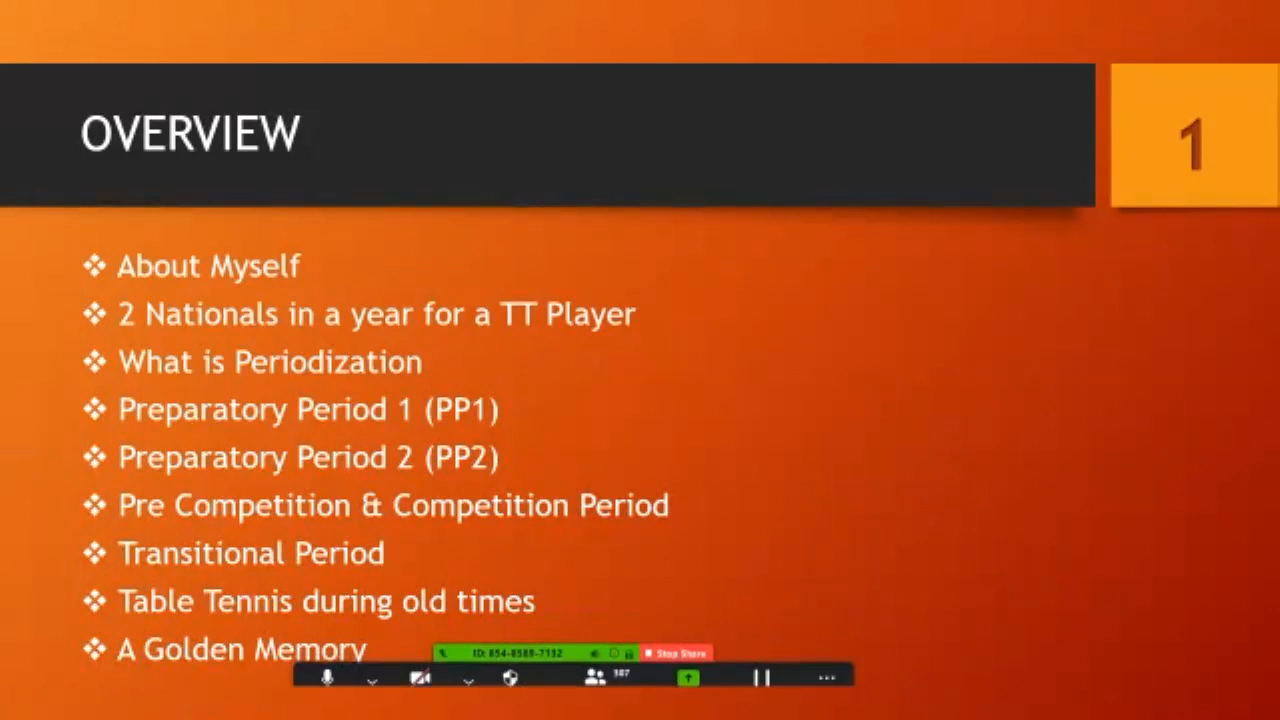 OVERVIEW
1
About Myself
2 Nationals in a year for a TT Player
What is Periodization
Preparatory Period 1 (PP1)
Preparatory Period 2 (PP2)
Pre Competition & Competition Period
Transitional Period
Table Tennis during old times
A Golden Memory
Stop Share